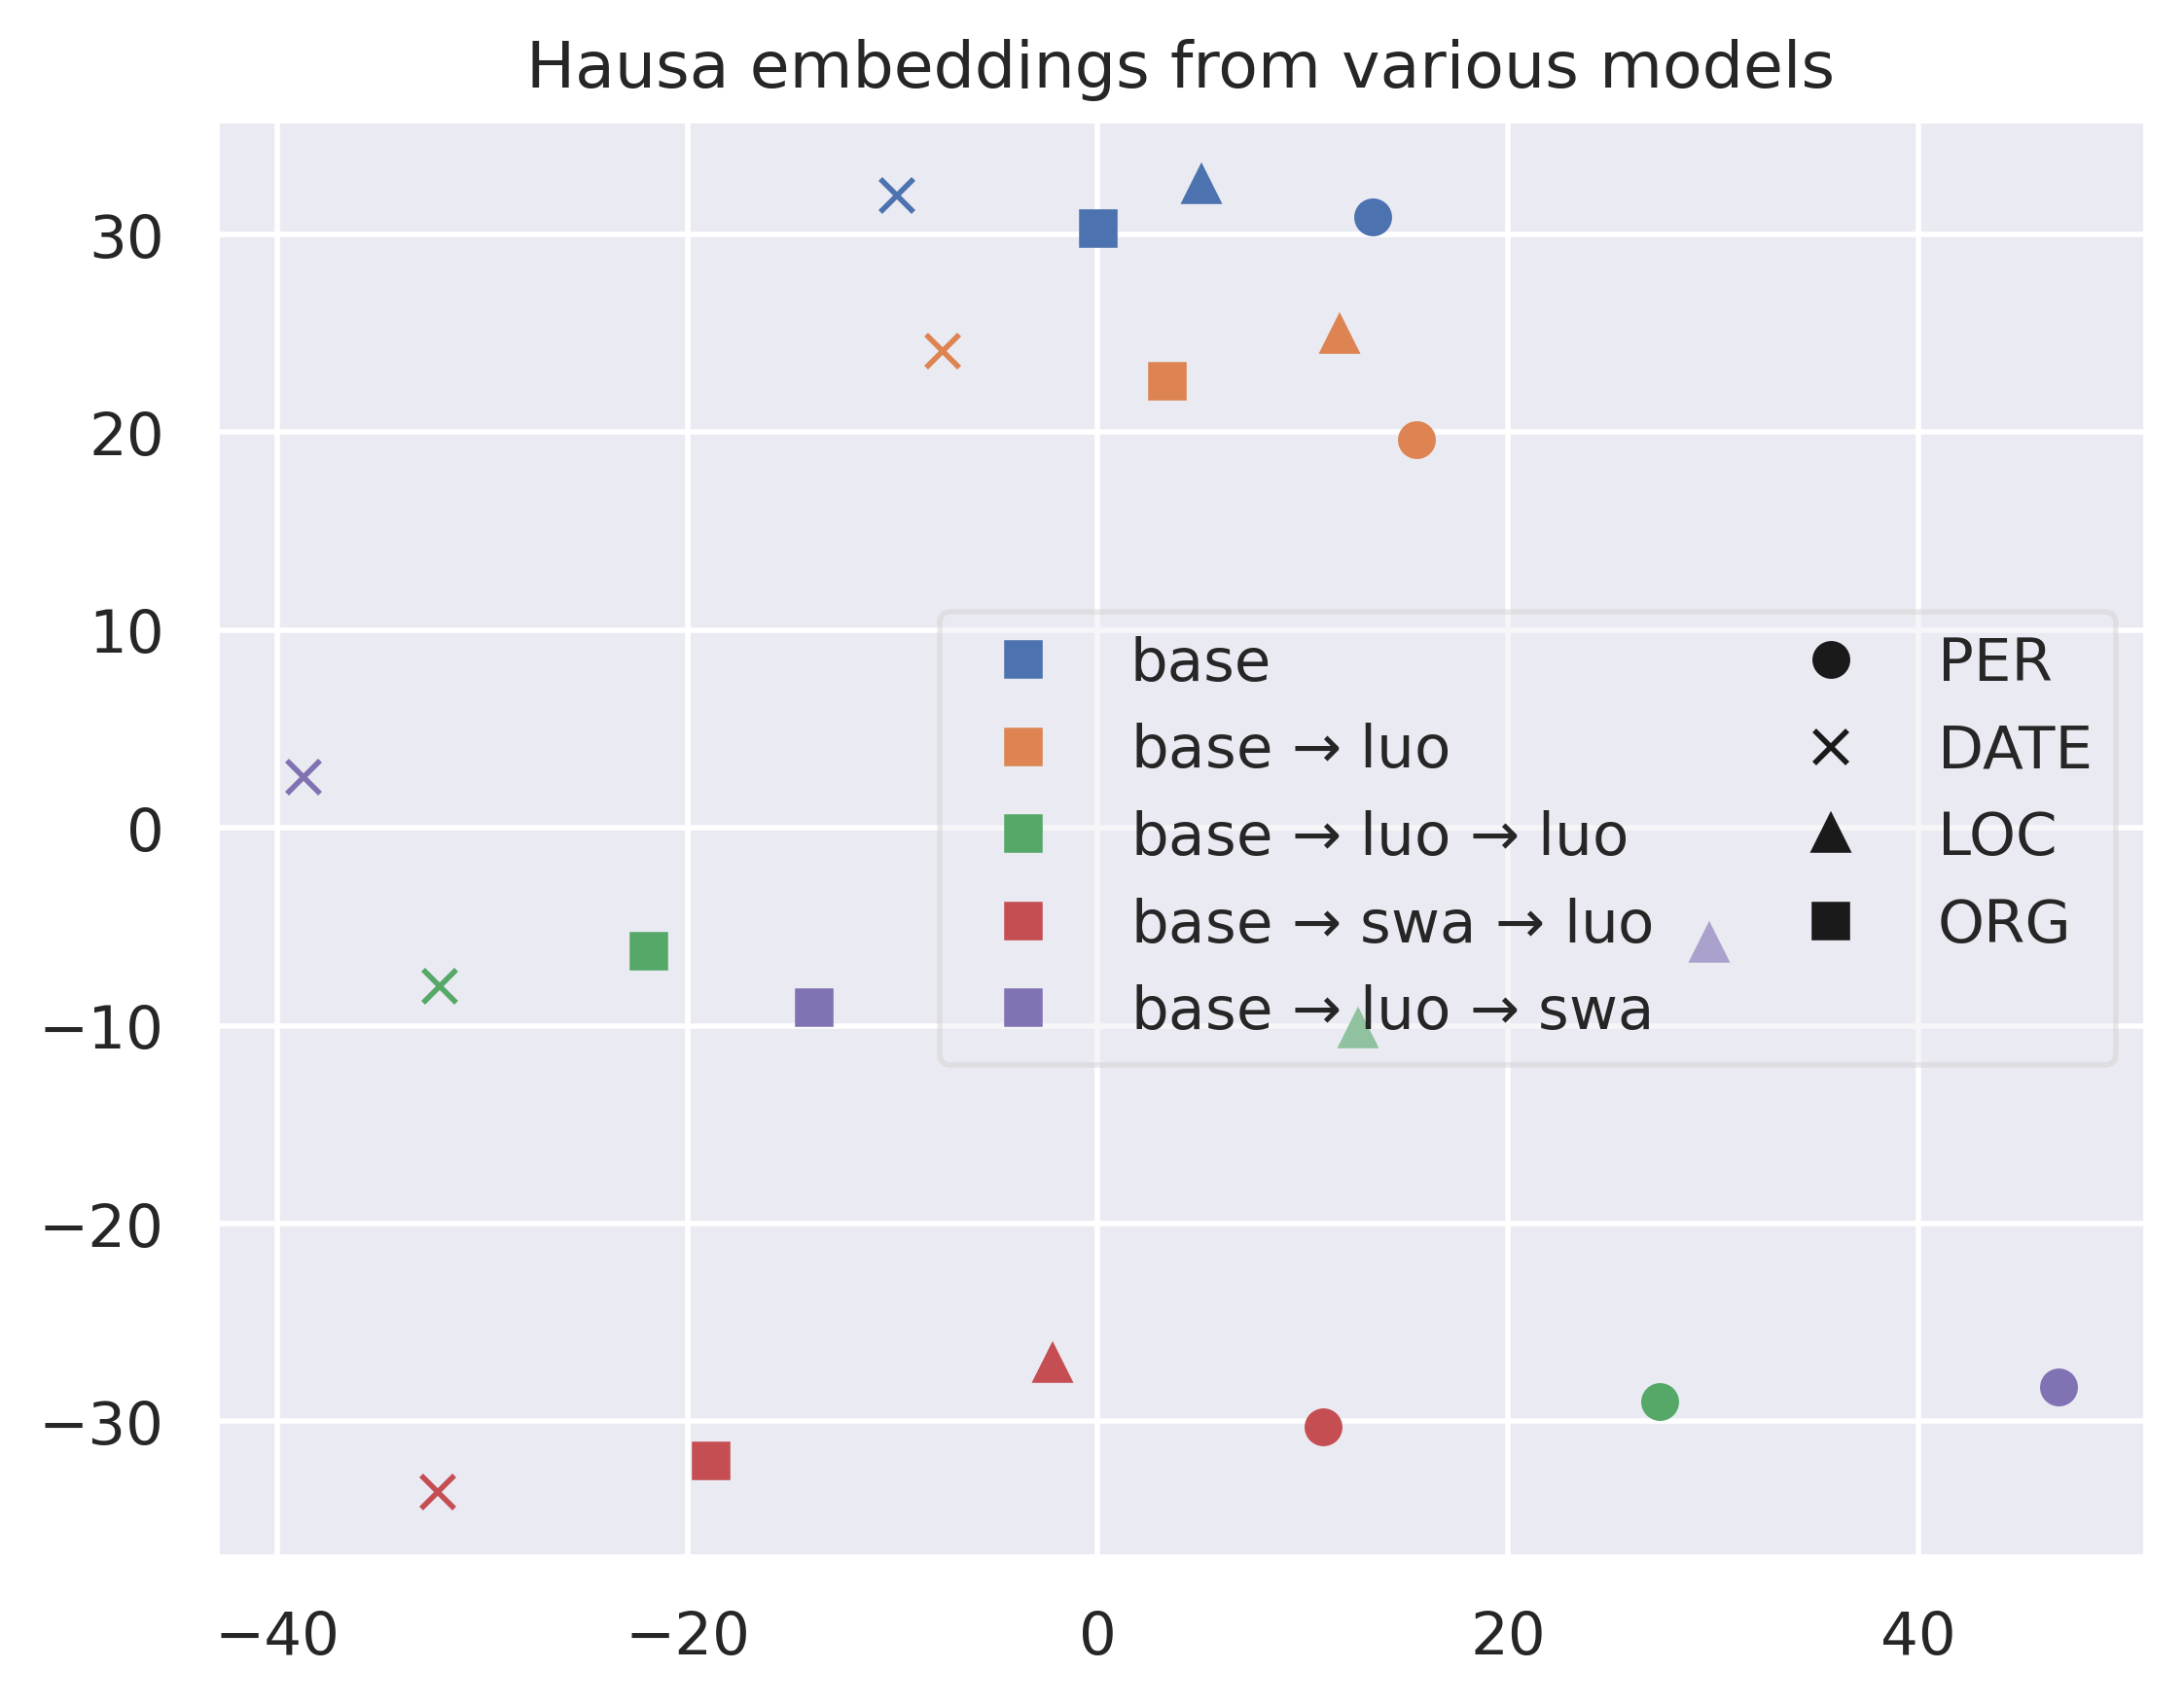 Hausa embeddings from various models
30
20
10
0
−10
−20
−30
base
base → luo
base → luo → luo
base → swa → luo
base → luo → swa
PER
DATE
LOC
ORG
−40 −20 0 20 40